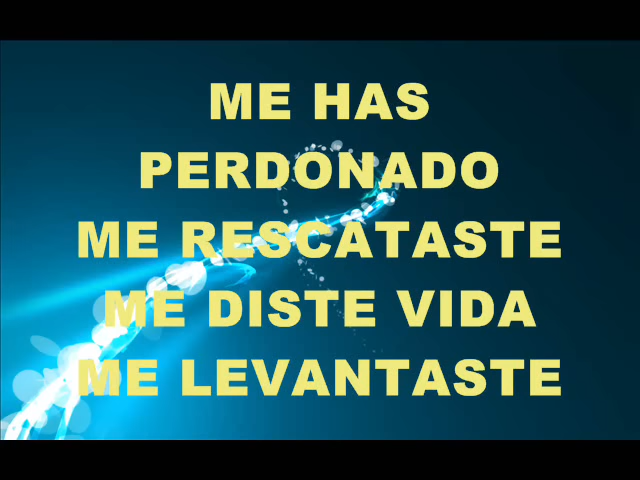 ME HAS
PERDONADO
ME RESCATASTE
ME DISTE VIDA
ME LEVANTASTE